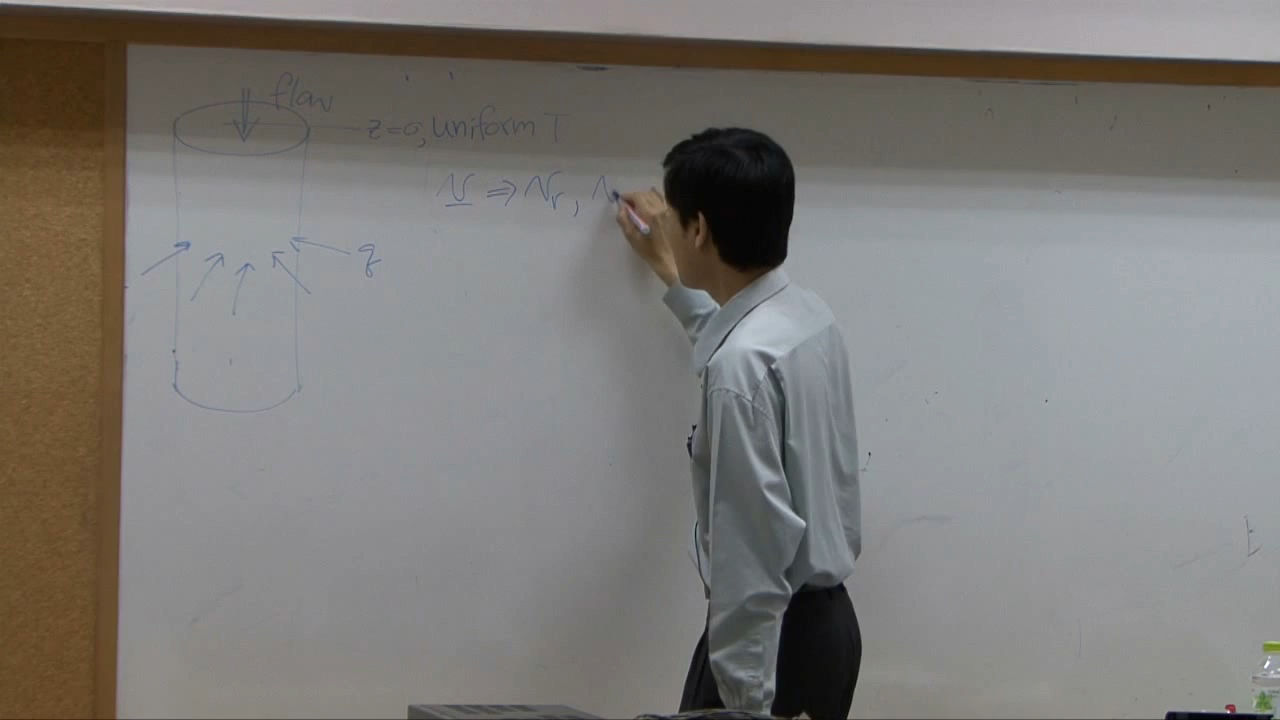 flow
z=0, uniform T
v ⇒ vr, v
q